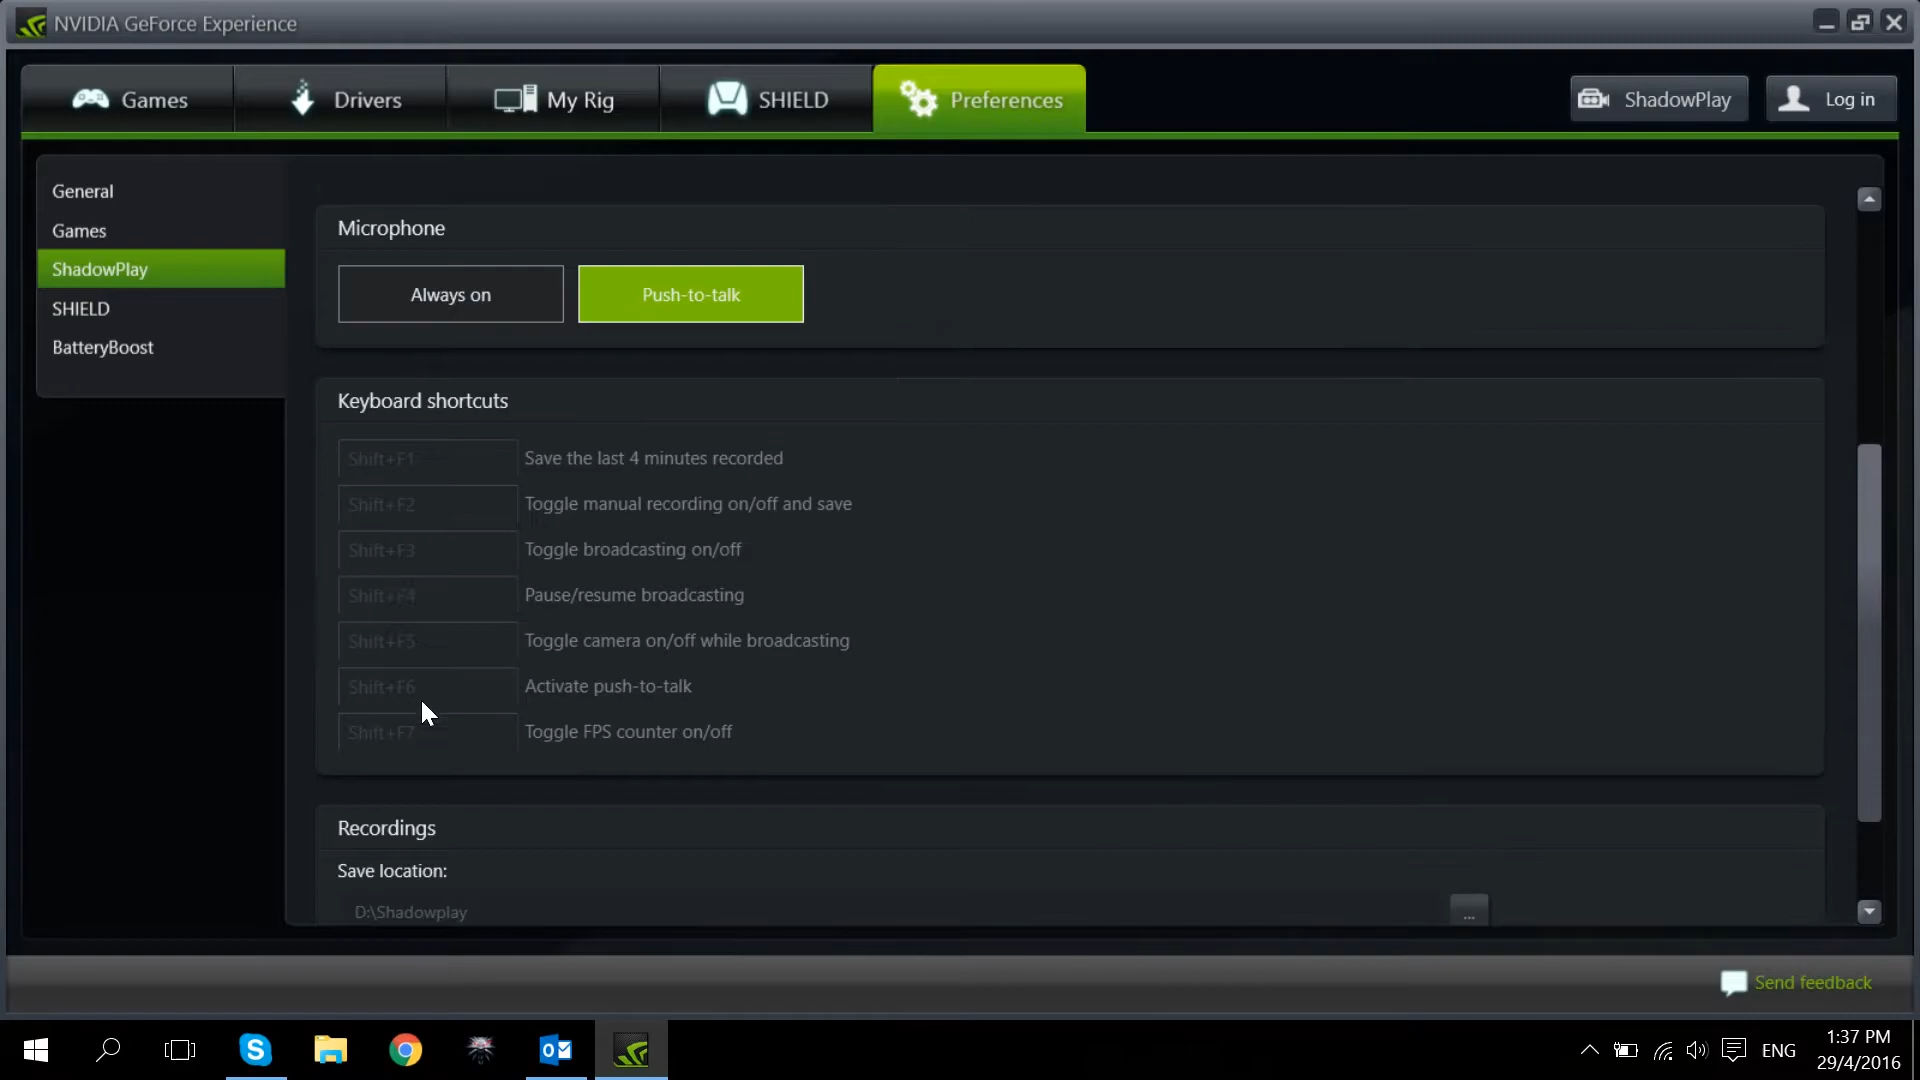 NVIDIA GeForce Experience
Games
Drivers
My Rig
SHIELD
Preferences
ShadowPlay
Log in
General
Games
ShadowPlay
SHIELD
BatteryBoost
Microphone
Always on
Push-to-talk
Keyboard shortcuts
Shift+F1 Save the last 4 minutes recorded
Shift+F2 Toggle manual recording on/off and save
Shift+F3 Toggle broadcasting on/off
Shift+F4 Pause/resume broadcasting
Shift+F5 Toggle camera on/off while broadcasting
Shift+F6 Activate push-to-talk
Shift+F7 Toggle FPS counter on/off
Recordings
Save location:
D:\Shadowplay
...
Send feedback
ENG
1:37 PM
29/4/2016